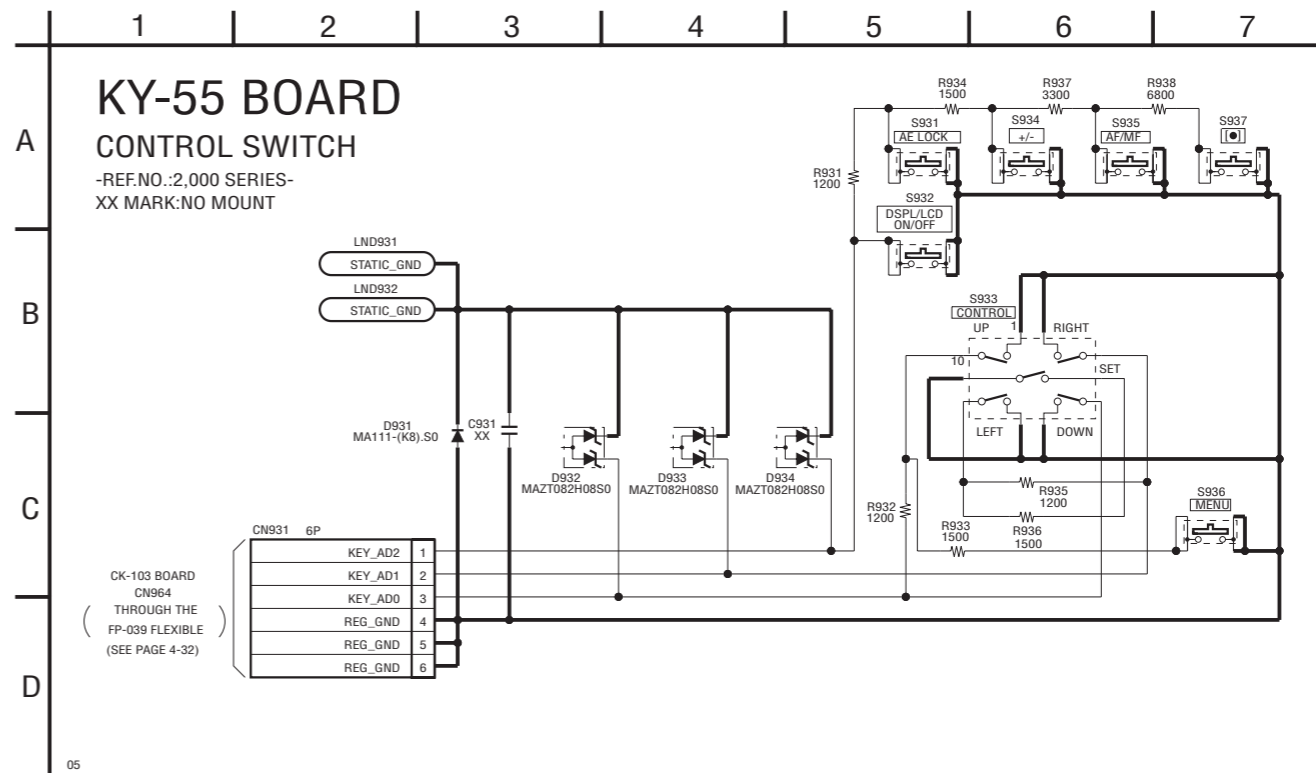 1 2 3 4 5 6 7
A
B
C
D
KY-55 BOARD
CONTROL SWITCH
-REF.NO.:2,000 SERIES-
XX MARK:NO MOUNT
R934
1500
R937
3300
R938
6800
S931
AE LOCK
S934
+/-
S935
AF/MF
S937
[●]
R931
1200
S932
DSPL/LCD
ON/OFF
LND931
STATIC_GND
LND932
STATIC_GND
S933
CONTROL
UP
1
RIGHT
10
SET
LEFT
DOWN
D931
MA111-(K8).S0
C931
XX
D932
MAZT082H08S0
D933
MAZT082H08S0
D934
MAZT082H08S0
R932
1200
R933
1500
R935
1200
R936
1500
S936
MENU
CN931 6P
KEY_AD2 1
KEY_AD1 2
KEY_AD0 3
REG_GND 4
REG_GND 5
REG_GND 6
CK-103 BOARD
CN964
THROUGH THE
FP-039 FLEXIBLE
(SEE PAGE 4-32)
05